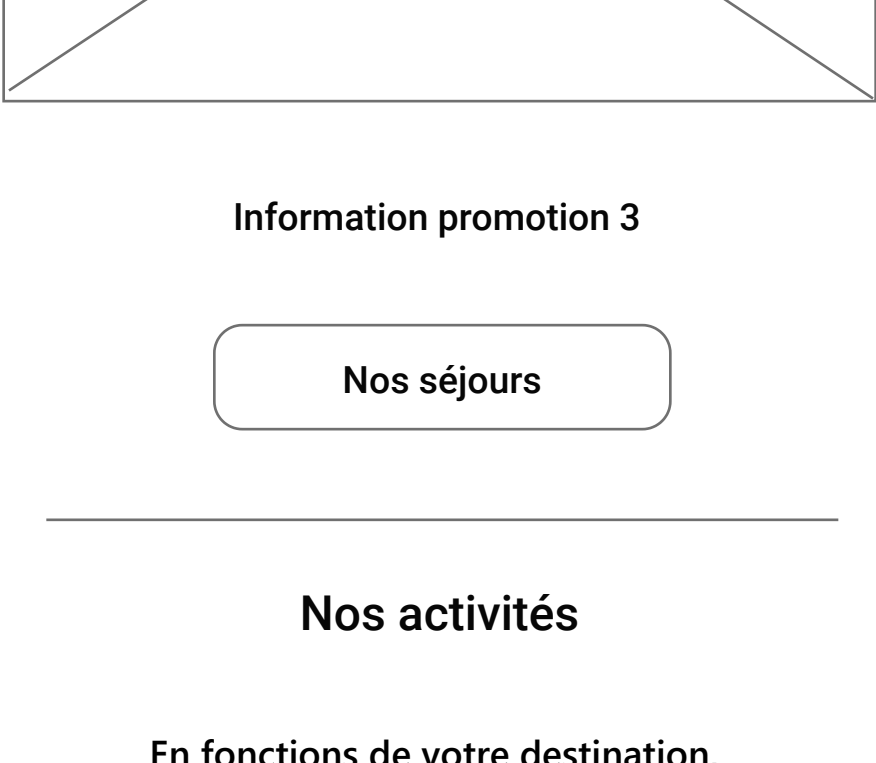 Information promotion 3
Nos séjours
Nos activités
En fonctions de votre destination,